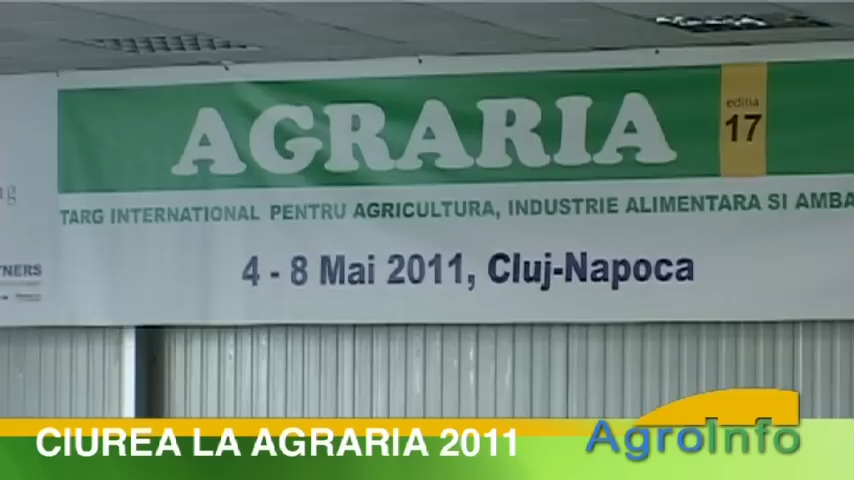 AGRARIA
editia
17
TARG INTERNATIONAL PENTRU AGRICULTURA, INDUSTRIE ALIMENTARA SI AMBA
TNERS
4 - 8 Mai 2011, Cluj-Napoca
CIUREA LA AGRARIA 2011
AgroInfo